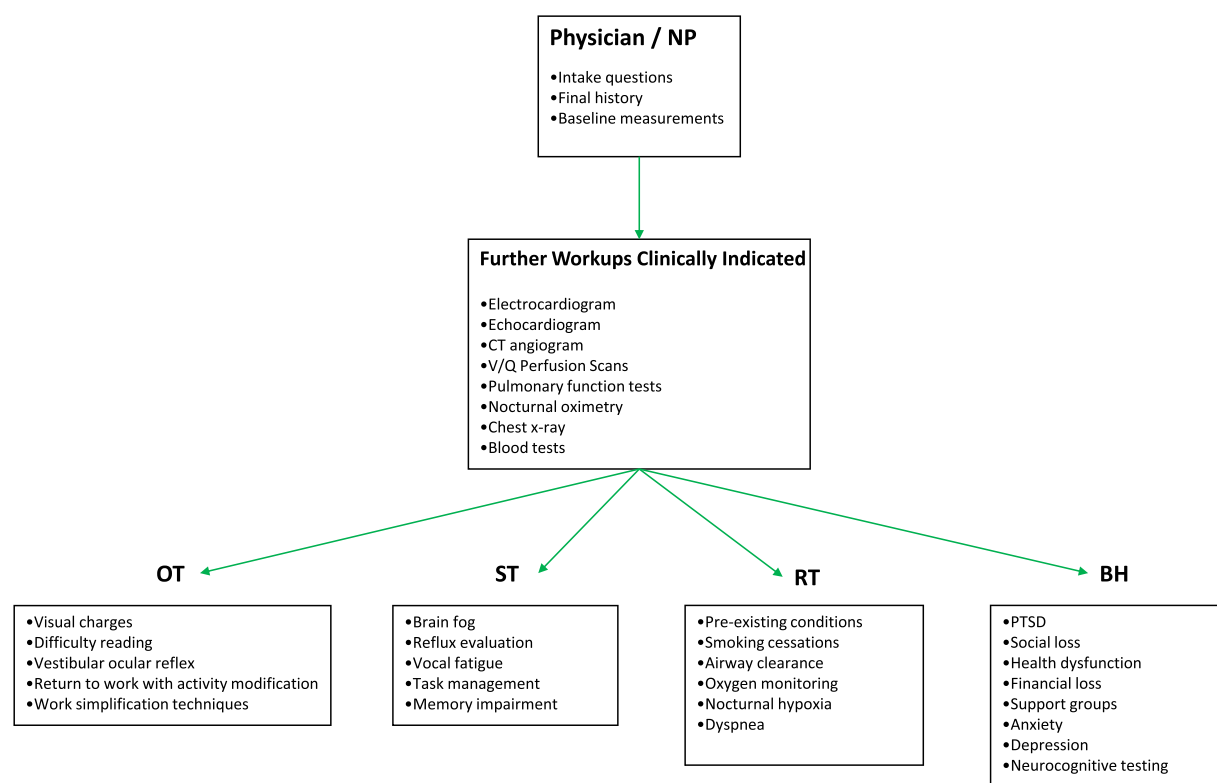 Physician / NP
•Intake questions
•Final history
•Baseline measurements
Further Workups Clinically Indicated
•Electrocardiogram
•Echocardiogram
•CT angiogram
•V/Q Perfusion Scans
•Pulmonary function tests
•Nocturnal oximetry
•Chest x-ray
•Blood tests
OT
•Visual charges
•Difficulty reading
•Vestibular ocular reflex
•Return to work with activity modification
•Work simplification techniques
ST
•Brain fog
•Reflux evaluation
•Vocal fatigue
•Task management
•Memory impairment
RT
•Pre-existing conditions
•Smoking cessations
•Airway clearance
•Oxygen monitoring
•Nocturnal hypoxia
•Dyspnea
BH
•PTSD
•Social loss
•Health dysfunction
•Financial loss
•Support groups
•Anxiety
•Depression
•Neurocognitive testing